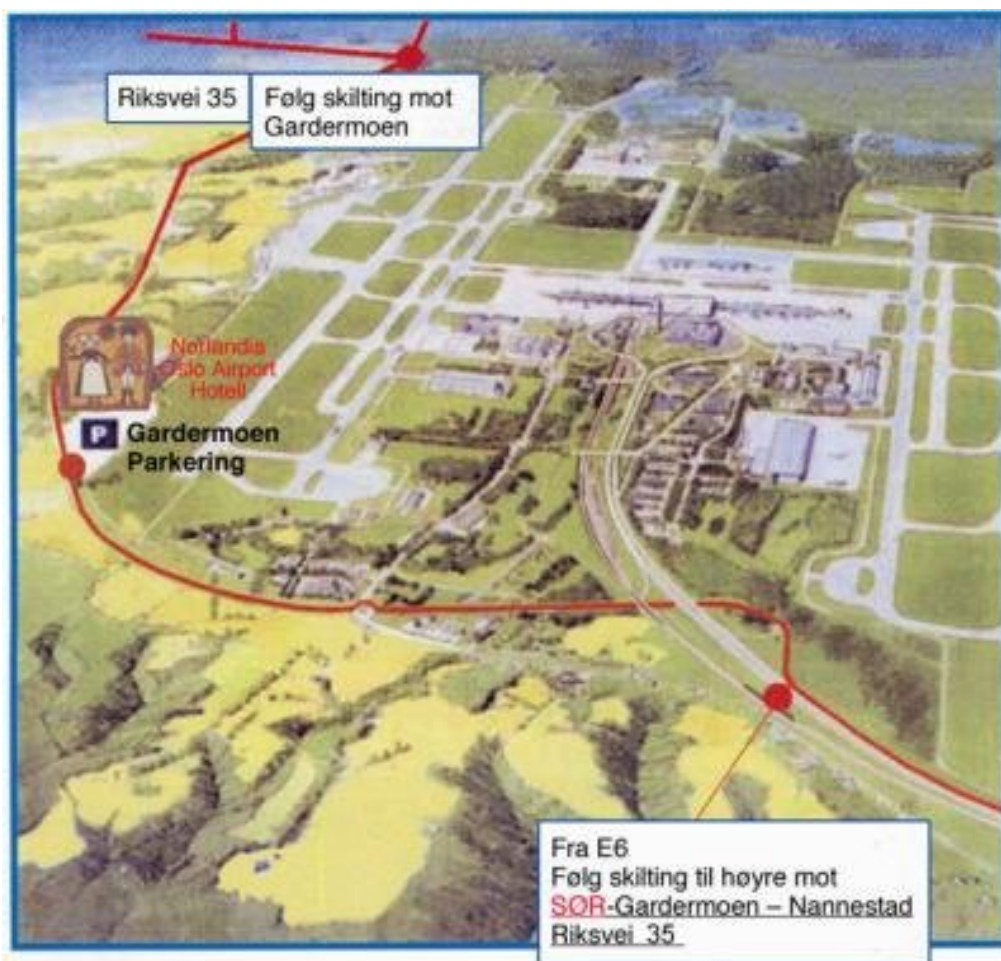 Riksvei 35
Følg skilting mot
Gardermoen
Norlandia
Oslo Airport
Hotell
P
Gardermoen
Parkering
Fra E6
Følg skilting til høyre mot
SØR-Gardermoen – Nannestad
Riksvei 35